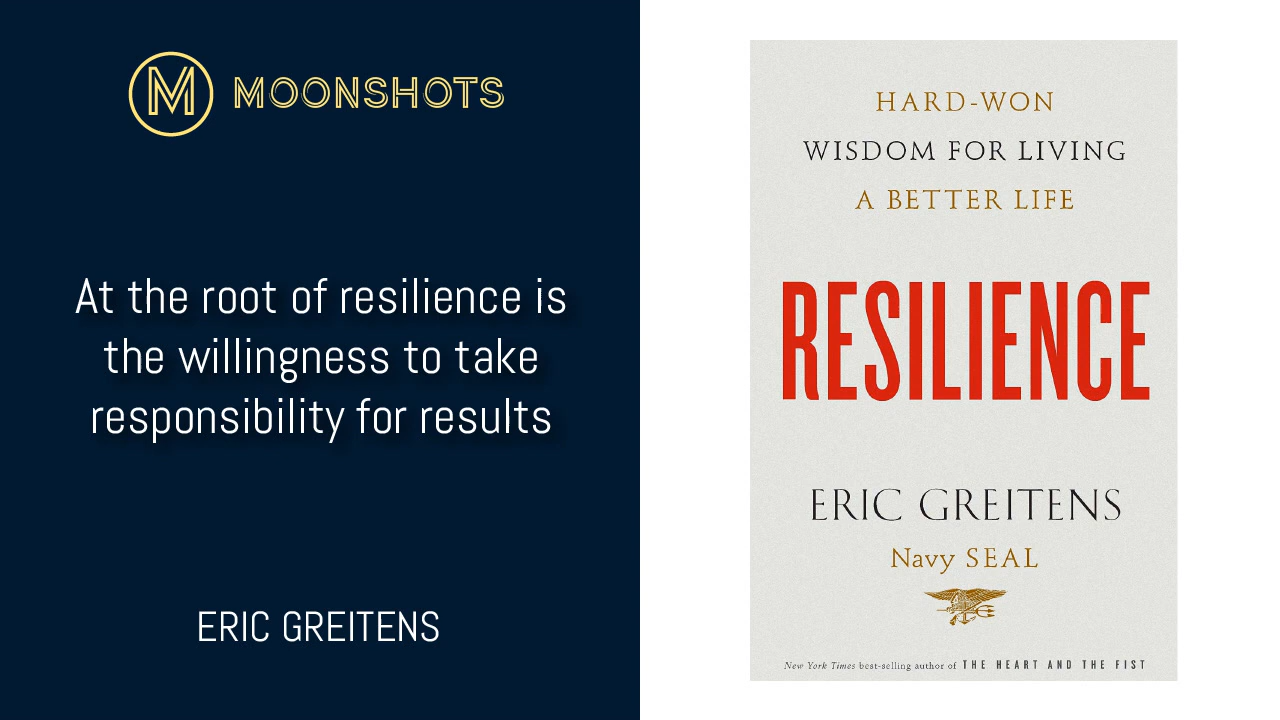 M MOONSHOTS
At the root of resilience is
the willingness to take
responsibility for results
ERIC GREITENS
HARD-WON
WISDOM FOR LIVING
A BETTER LIFE
RESILIENCE
ERIC GREITENS
Navy SEAL
New York Times best-selling author of THE HEART AND THE FIST